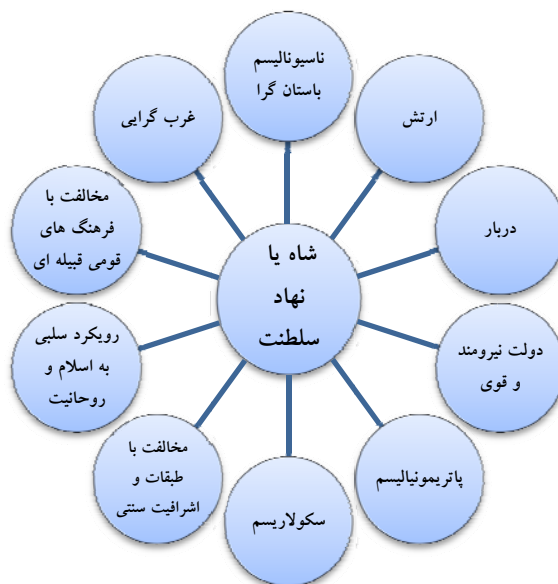 شاه یا
نهاد
سلطنت
ناسیونالیسم
باستان گرا
ارتش
دربار
دولت نیرومند
و قوی
پاتریمونیالیسم
سکولاریسم
مخالفت با
طبقات و
اشرافیت سنتی
رویکرد سلبی
به اسلام و
روحانیت
مخالفت با
فرهنگ های
قومی قبیله ای
غرب گرایی